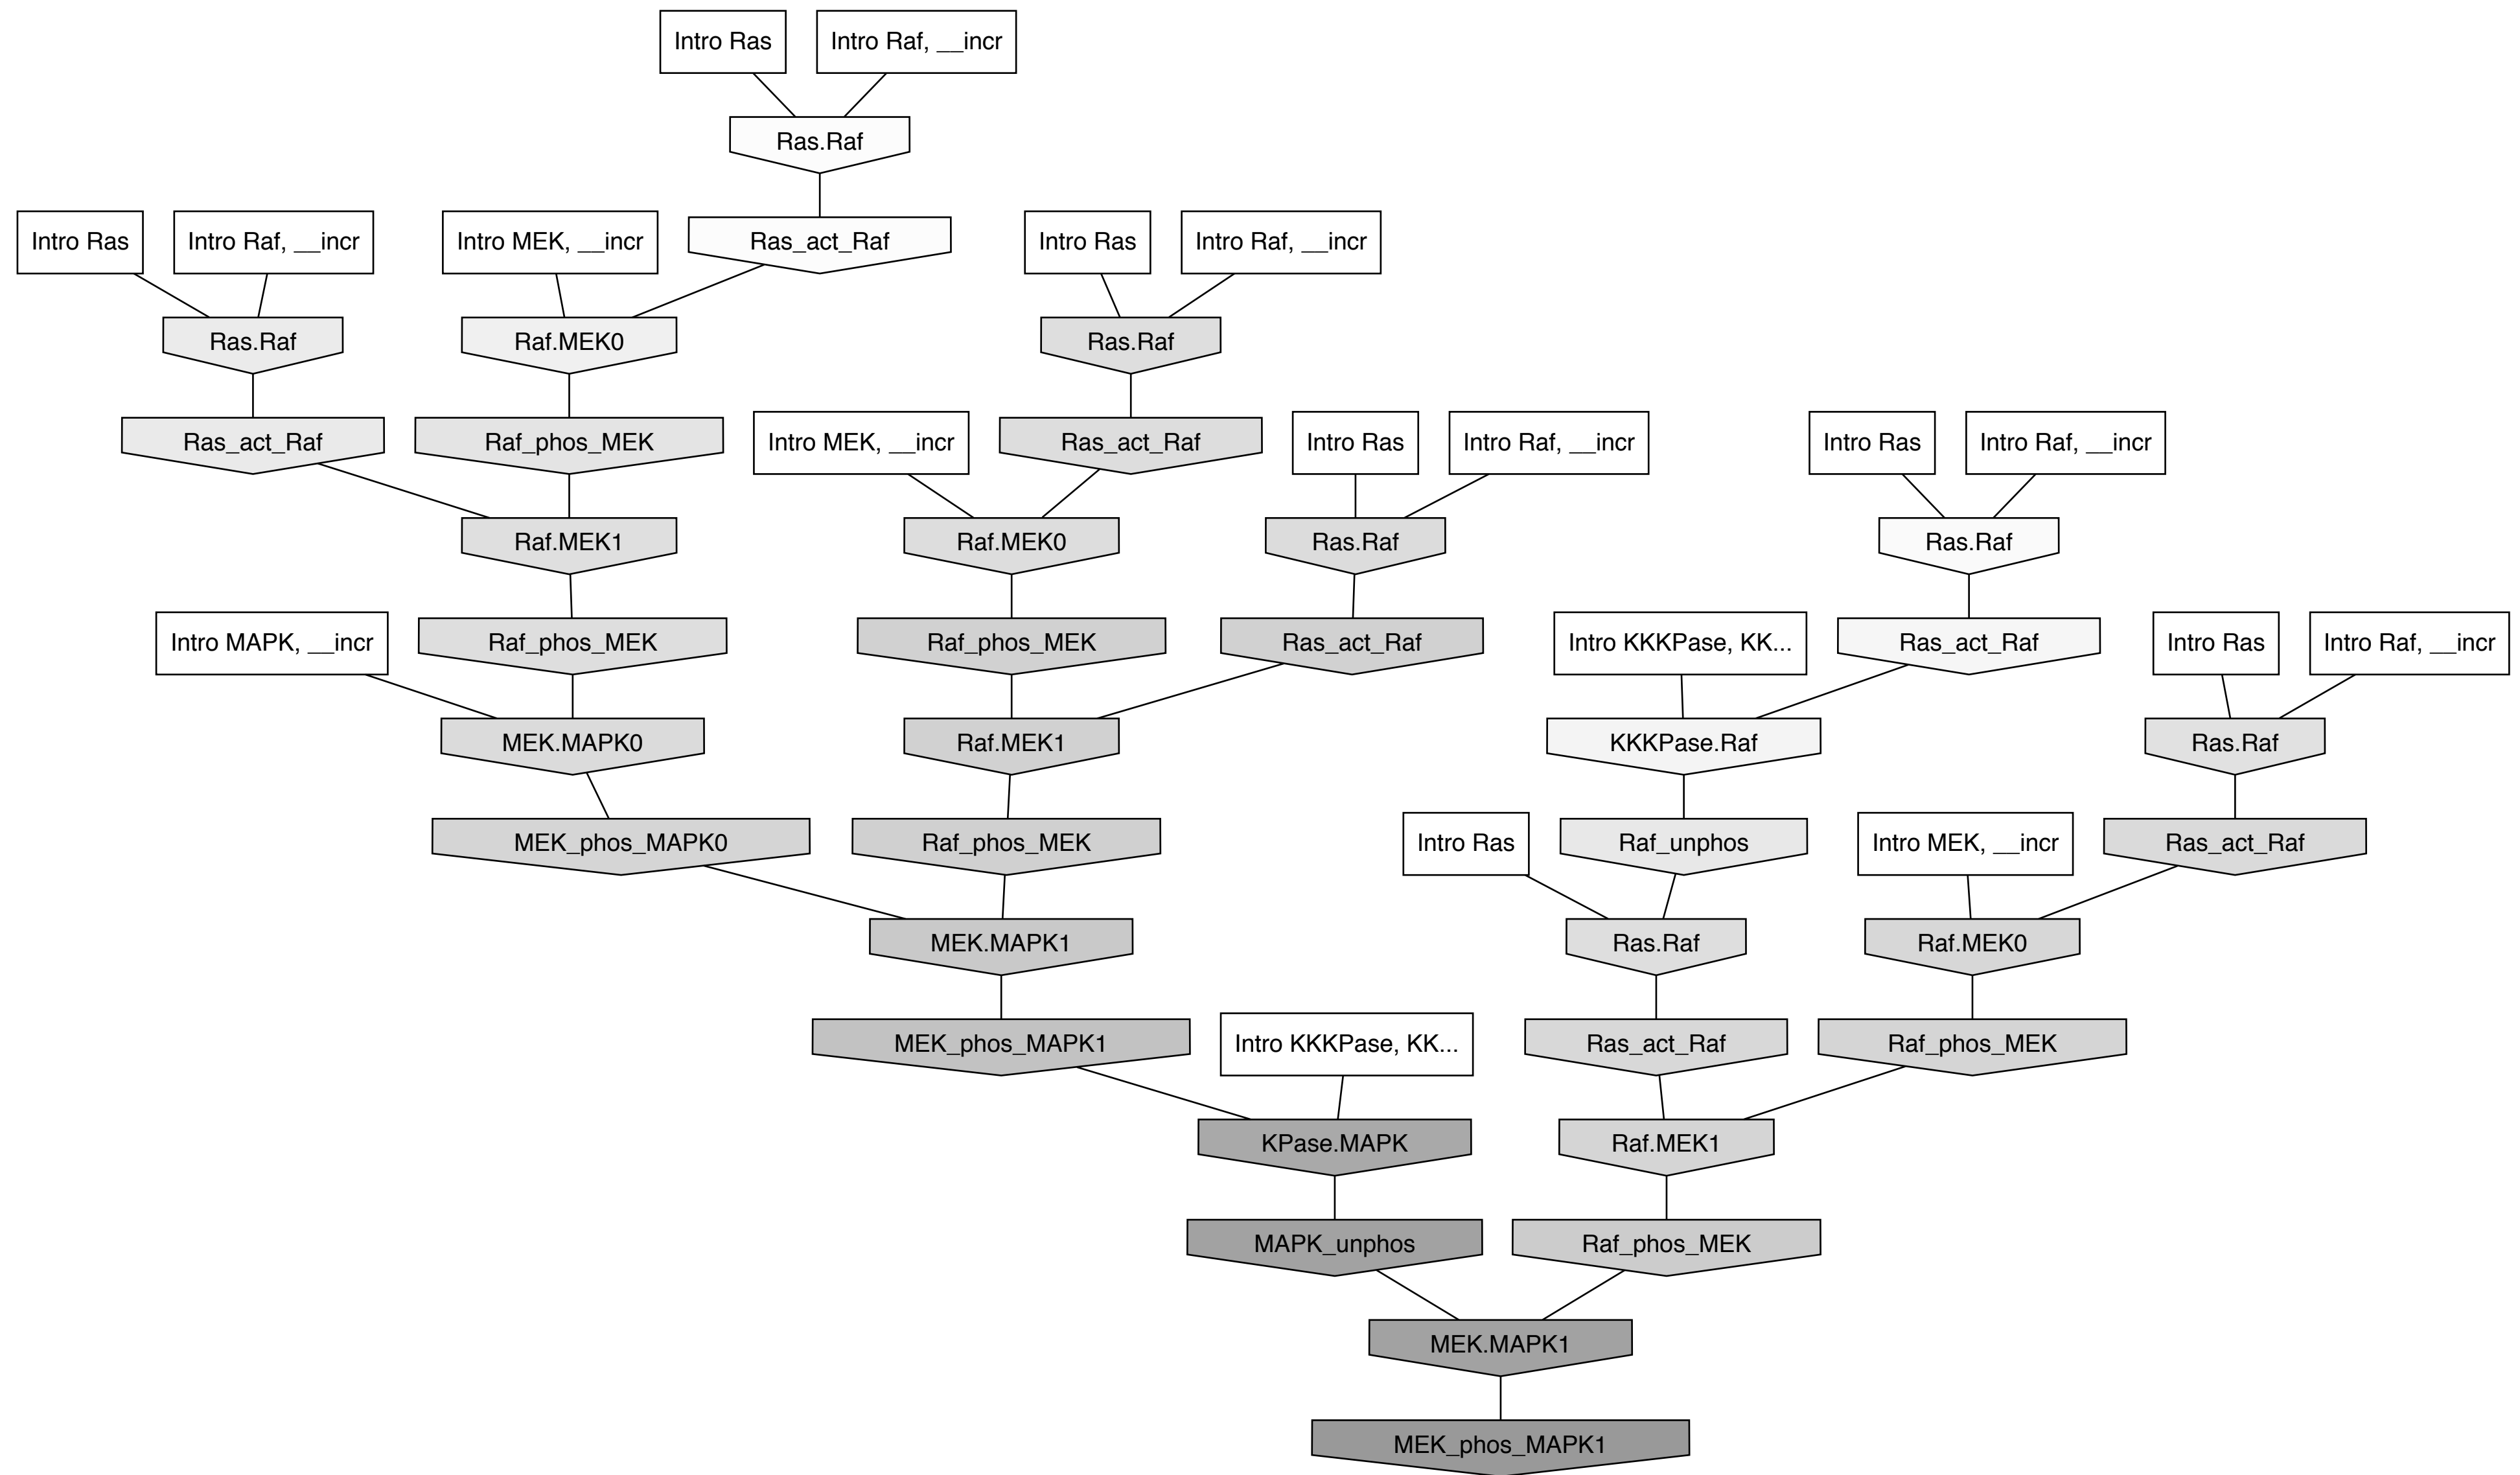 Intro Ras
Intro Raf, __incr
Ras.Raf
Intro Ras
Intro Raf, __incr
Intro MEK, __incr
Ras_act_Raf
Intro Ras
Intro Raf, __incr
Ras.Raf
Raf.MEK0
Ras.Raf
Ras_act_Raf
Raf_phos_MEK
Intro MEK, __incr
Ras_act_Raf
Intro Ras
Intro Raf, __incr
Intro Ras
Intro Raf, __incr
Raf.MEK1
Raf.MEK0
Ras.Raf
Ras.Raf
Intro MAPK, __incr
Raf_phos_MEK
Raf_phos_MEK
Ras_act_Raf
Intro KKKPase, KK...
Ras_act_Raf
Intro Ras
Intro Raf, __incr
MEK.MAPK0
Raf.MEK1
KKKPase.Raf
Ras.Raf
MEK_phos_MAPK0
Raf_phos_MEK
Intro Ras
Raf_unphos
Intro MEK, __incr
Ras_act_Raf
MEK.MAPK1
Ras.Raf
Raf.MEK0
MEK_phos_MAPK1
Intro KKKPase, KK...
Ras_act_Raf
Raf_phos_MEK
KPase.MAPK
Raf.MEK1
MAPK_unphos
Raf_phos_MEK
MEK.MAPK1
MEK_phos_MAPK1